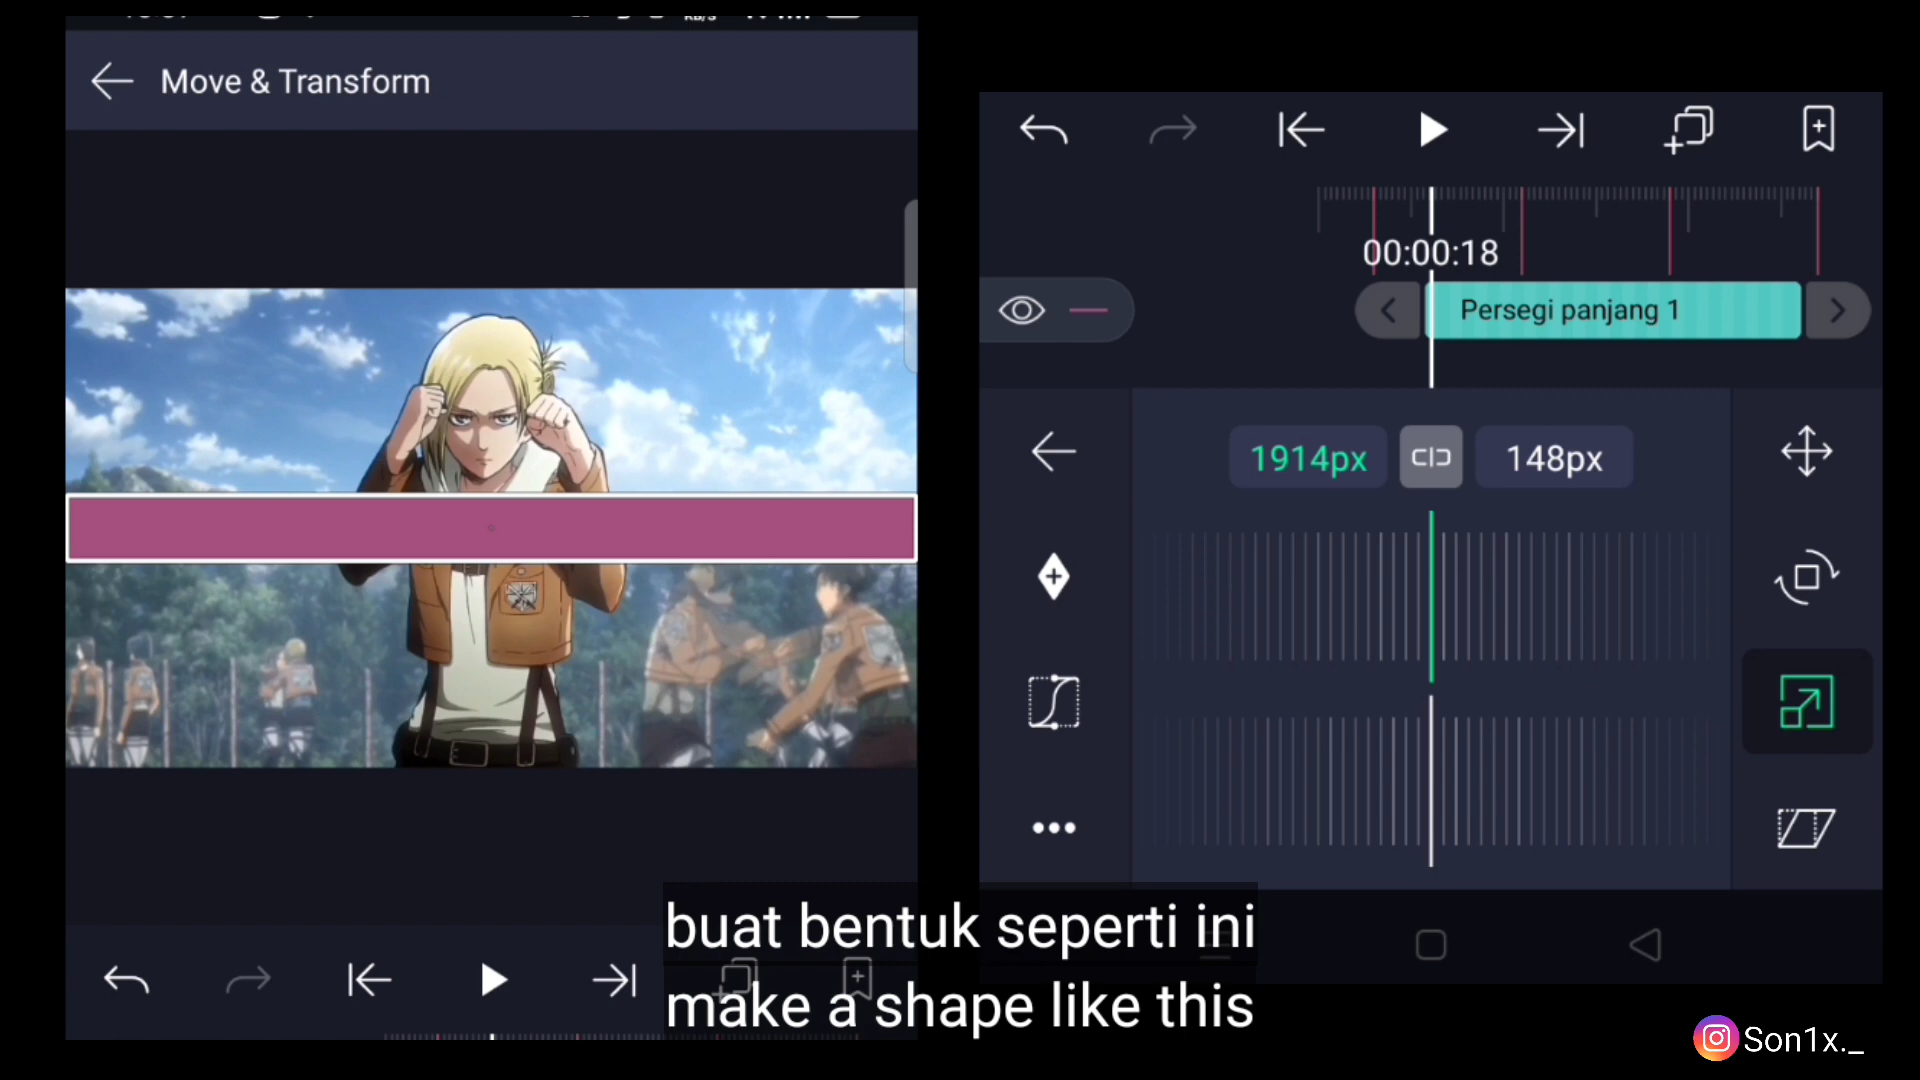 Move & Transform
00:00:18
Persegi panjang 1
1914px
148px
buat bentuk seperti ini
make a shape like this
Son1x._